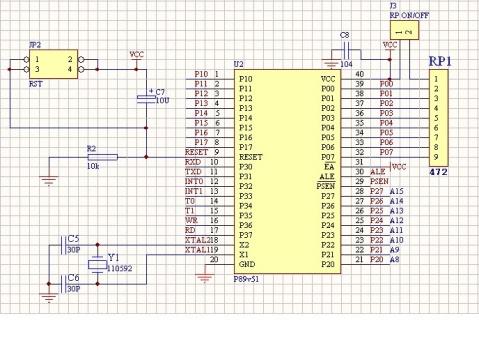 J3
RP ON/OFF
1 2
C8
104
VCC
RP1
1
2
3
4
5
6
7
8
9
472
JP2
1 2
3 4
RST
VCC
C7
10U
R2
10k
U2
P89v51
P10 1 P10 VCC 40
P11 2 P11 P00 39 P00
P12 3 P12 P01 38 P01
P13 4 P13 P02 37 P02
P14 5 P14 P03 36 P03
P15 6 P15 P04 35 P04
P16 7 P16 P05 34 P05
P17 8 P17 P06 33 P06
RESET 9 RESET P07 32 P07
RXD 10 P30 EA 31 VCC
TXD 11 P31 ALE 30 ALE
INT0 12 P32 PSEN 29 PSEN
INT1 13 P33 P27 28 P27 A15
T0 14 P34 P26 27 P26 A14
T1 15 P35 P25 26 P25 A13
WR 16 P36 P24 25 P24 A12
RD 17 P37 P23 24 P23 A11
XTAL2 18 X2 P22 23 P22 A10
XTAL1 19 X1 P21 22 P21 A9
20 GND P20 21 P20 A8
C5
30P
Y1
110592
C6
30P